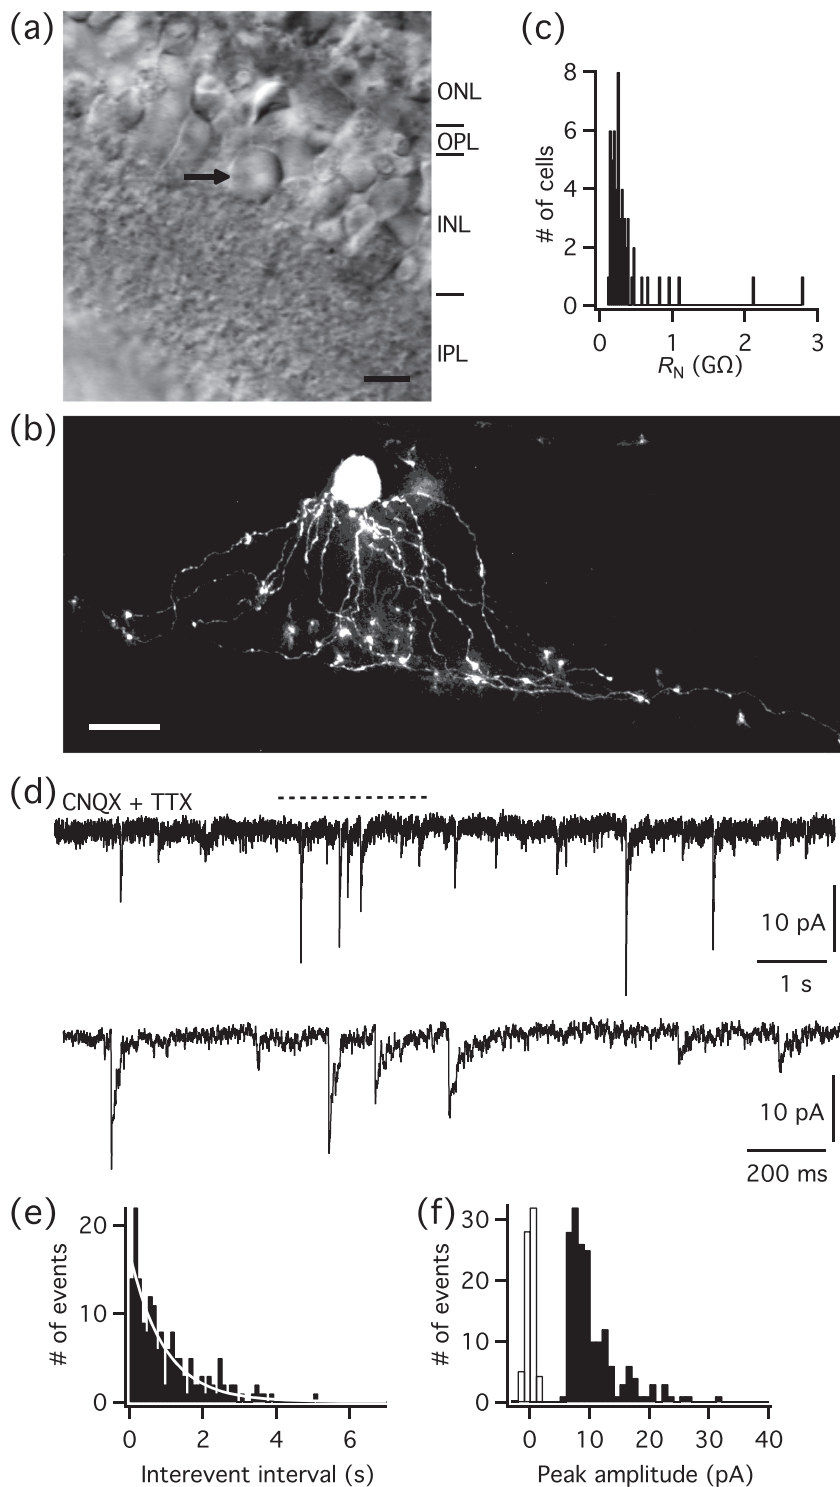 (a)
ONL
OPL
INL
IPL
(c)
8
6
4
2
0
# of cells
0 1 2 3
R_N (GΩ)
(b)
(d)
CNQX + TTX
10 pA
1 s
10 pA
200 ms
(e)
20
10
0
# of events
0 2 4 6
Interevent interval (s)
(f)
30
20
10
0
# of events
0 10 20 30 40
Peak amplitude (pA)